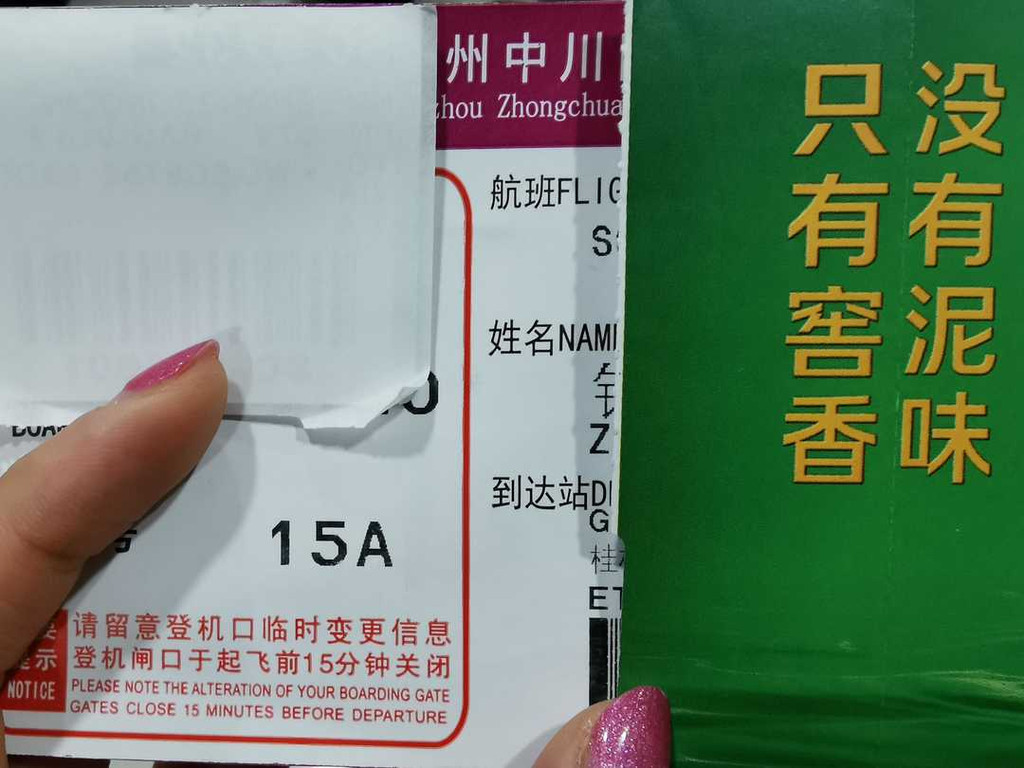 州中川
zhou Zhongchua
航班FLIG
S
姓名NAM
Z
到达站D
G
桂
ET
15A
请留意登机口临时变更信息
登机闸口于起飞前15分钟关闭
示
NOTICE
PLEASE NOTE THE ALTERATION OF YOUR BOARDING GATE
GATES CLOSE 15 MINUTES BEFORE DEPARTURE
没有泥味
只有窖香